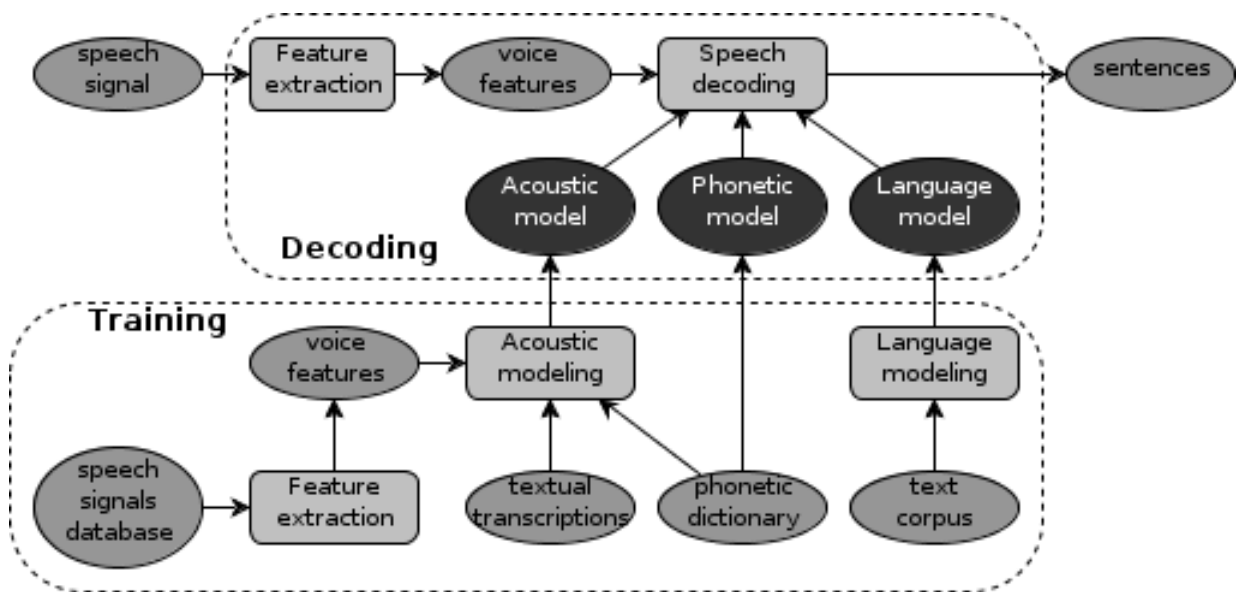 speech
signal
Feature
extraction
voice
features
Speech
decoding
sentences
Acoustic
model
Phonetic
model
Language
model
Decoding
Training
voice
features
Acoustic
modeling
Language
modeling
speech
signals
database
Feature
extraction
textual
transcriptions
phonetic
dictionary
text
corpus